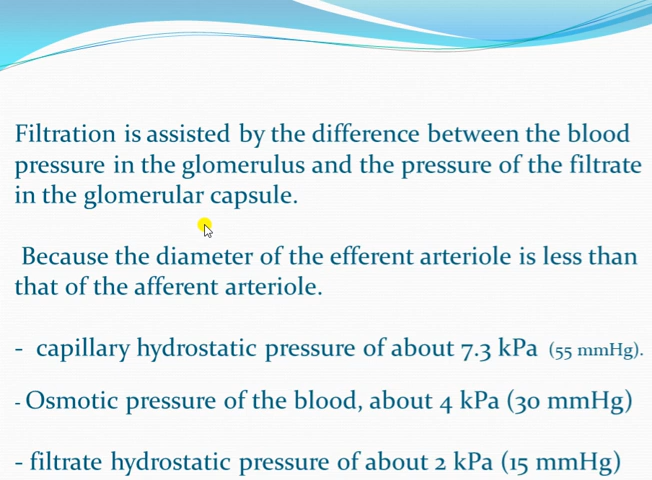 Filtration is assisted by the difference between the blood
pressure in the glomerulus and the pressure of the filtrate
in the glomerular capsule.
Because the diameter of the efferent arteriole is less than
that of the afferent arteriole.
- capillary hydrostatic pressure of about 7.3 kPa (55 mmHg).
- Osmotic pressure of the blood, about 4 kPa (30 mmHg)
- filtrate hydrostatic pressure of about 2 kPa (15 mmHg)